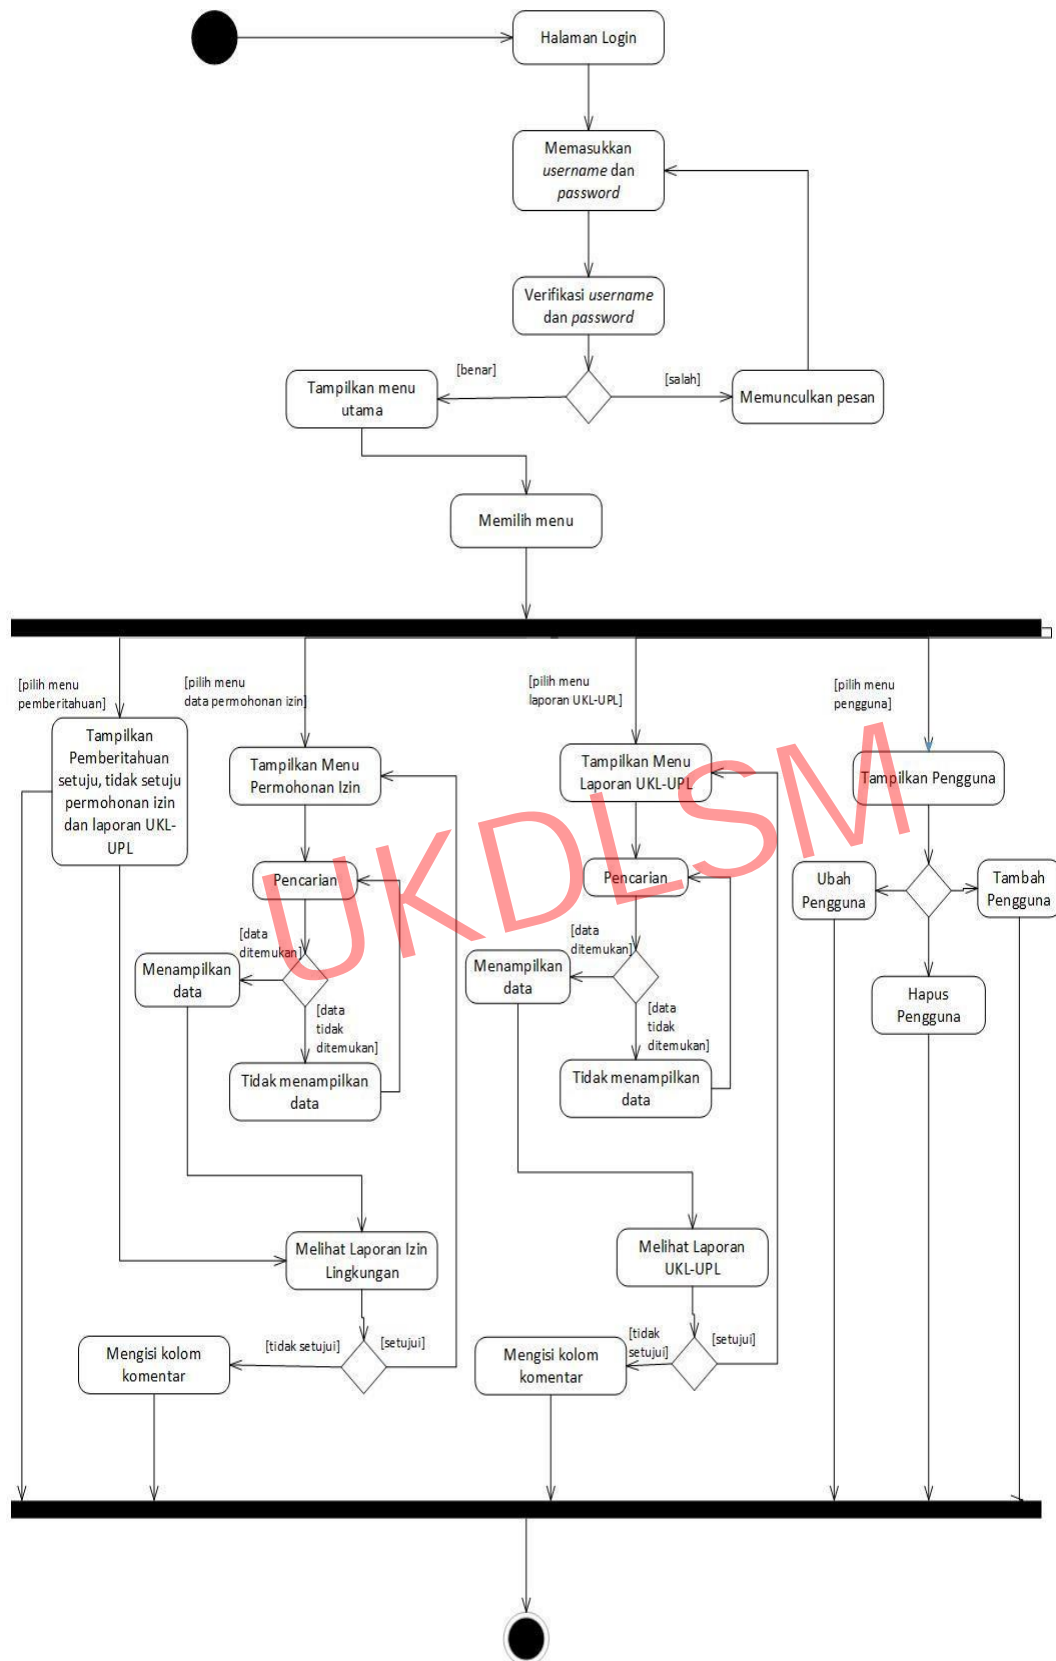 Halaman Login
Memasukkan
username dan
password
Verifikasi username
dan password
[benar]
[salah]
Tampilkan menu
utama
Memunculkan pesan
Memilih menu
[pilih menu
pemberitahuan]
[pilih menu
data permohonan izin]
[pilih menu
laporan UKL-UPL]
[pilih menu
pengguna]
Tampilkan
Pemberitahuan
setuju, tidak setuju
permohonan izin
dan laporan UKL-
UPL
Tampilkan Menu
Permohonan Izin
Tampilkan Menu
Laporan UKL-UPL
Tampilkan Pengguna
Pencarian
Pencarian
Ubah
Pengguna
Tambah
Pengguna
[data
ditemukan]
[data
ditemukan]
Menampilkan
data
Menampilkan
data
Hapus
Pengguna
[data
tidak
ditemukan]
[data
tidak
ditemukan]
Tidak menampilkan
data
Tidak menampilkan
data
Melihat Laporan Izin
Lingkungan
Melihat Laporan
UKL-UPL
[tidak setujui]
[setujui]
[tidak
setujui]
[setujui]
Mengisi kolom
komentar
Mengisi kolom
komentar
UKDLSM